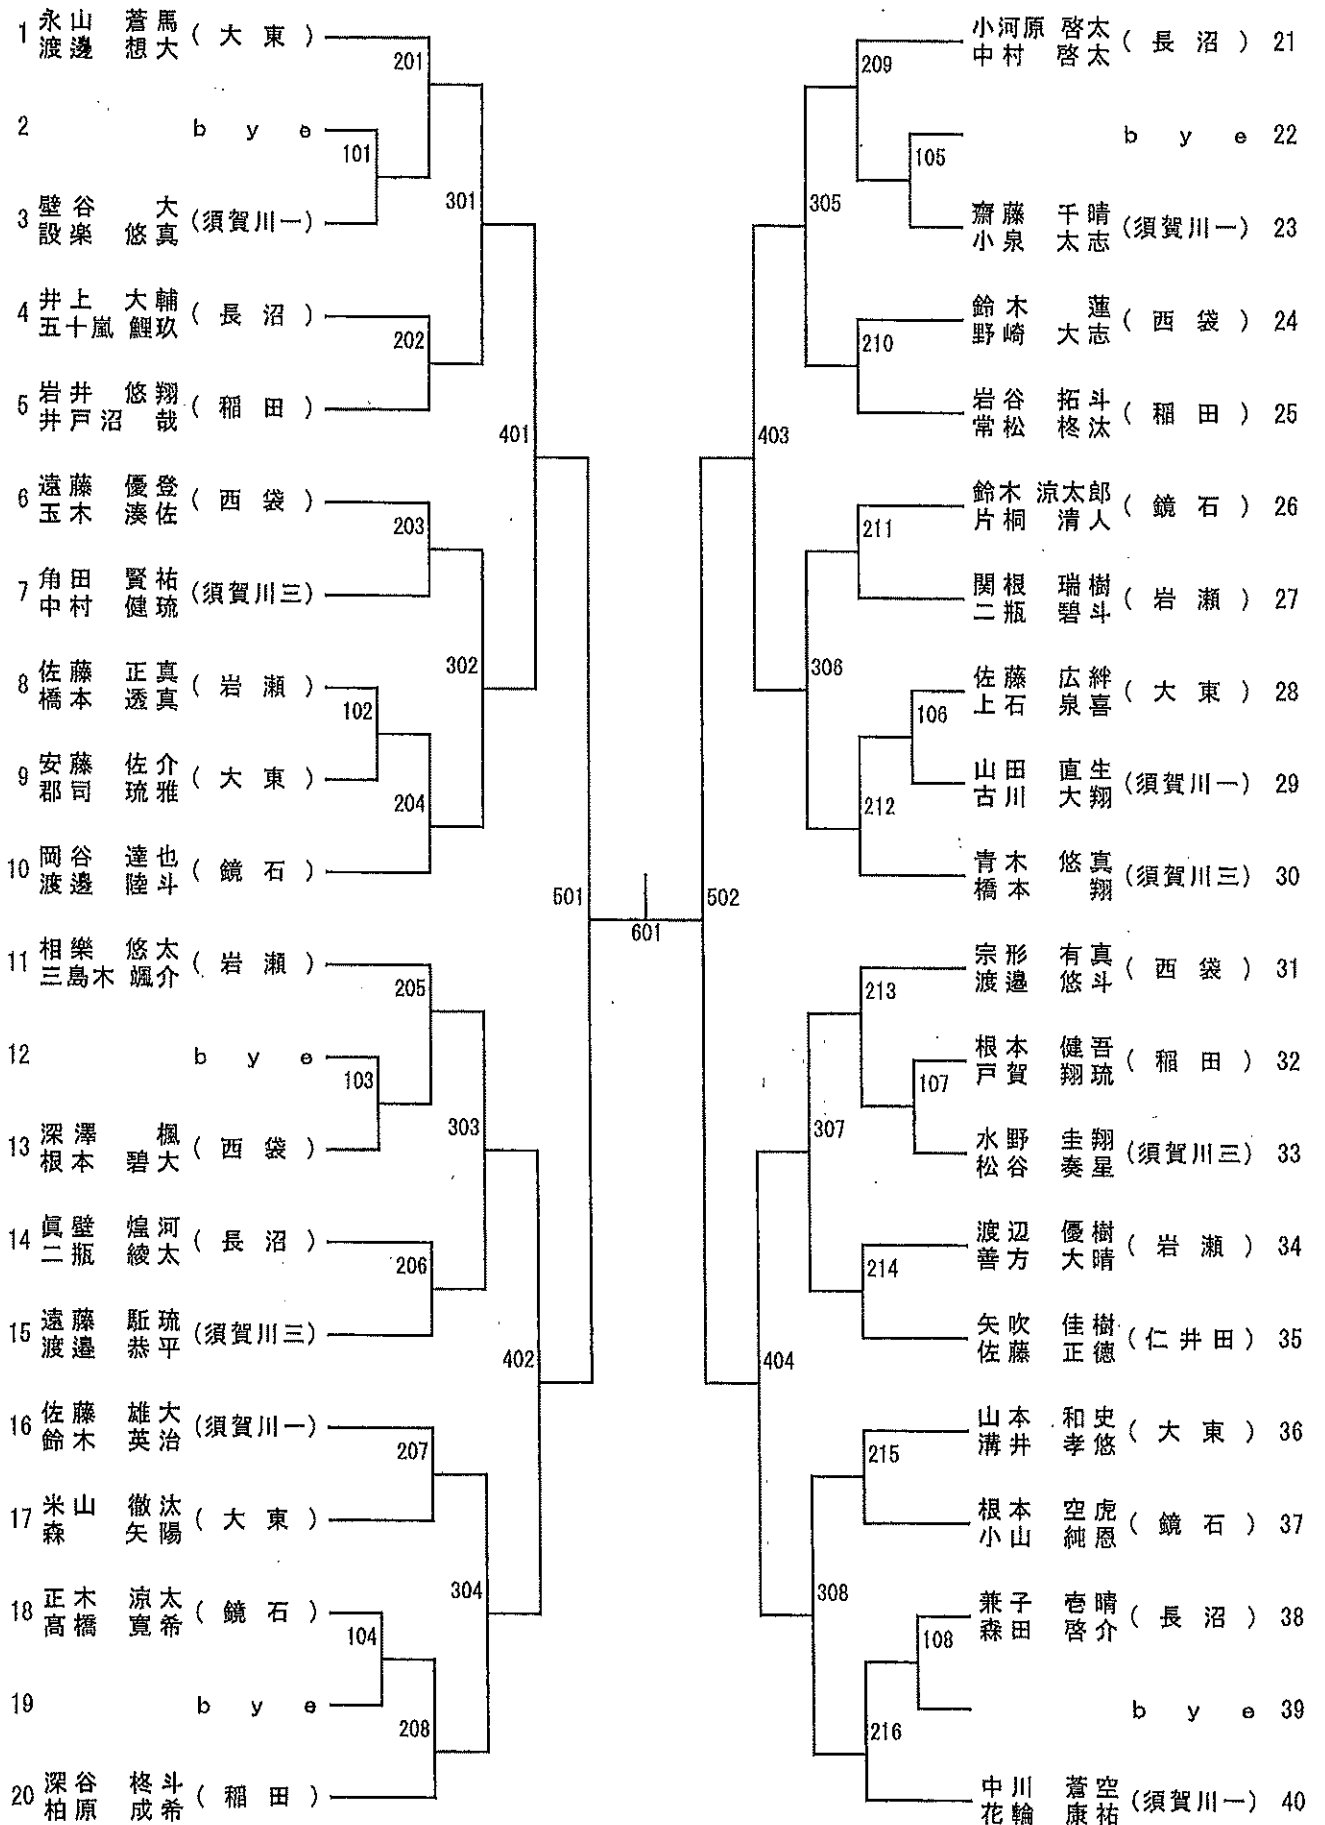 1 永山 蒼馬 (大東)
渡邊 想大
201
2 bye
101
3 壁谷 大 (須賀川一)
設楽 悠真
301
4 井上 大輔 (長沼)
五十嵐 鯉玖
202
5 岩井 悠翔 (稲田)
井戸沼 哉
401
6 遠藤 優登 (西袋)
玉木 湊佐
203
7 角田 賢祐 (須賀川三)
中村 健琉
302
8 佐藤 正真 (岩瀬)
橋本 透真
102
9 安藤 佐介 (大東)
郡司 琉雅
204
10 岡谷 達也 (鏡石)
渡邉 陸斗
501
11 相樂 悠太 (岩瀬)
三島木 颯介
205
12 bye
103
13 深澤 楓 (西袋)
根本 碧大
303
14 眞壁 煌河 (長沼)
二瓶 綾太
206
15 遠藤 駈琉 (須賀川三)
渡邉 恭平
402
16 佐藤 雄大 (須賀川一)
鈴木 英治
207
17 米山 徹汰 (大東)
森 矢陽
304
18 正木 涼太 (鏡石)
髙橋 寛希
104
19 bye
208
20 深谷 柊斗 (稲田)
柏原 成希
601
小河原 啓太 (長沼) 21
中村 啓太
209
bye 22
105
齋藤 千晴 (須賀川一) 23
小泉 太志
305
鈴木 蓮 (西袋) 24
野崎 大志
210
岩谷 拓斗 (稲田) 25
常松 柊汰
403
鈴木 涼太郎 (鏡石) 26
片桐 清人
211
関根 瑞樹 (岩瀬) 27
二瓶 碧斗
306
佐藤 広絆 (大東) 28
上石 泉喜
106
山田 直生 (須賀川一) 29
古川 大翔
212
青木 悠真 (須賀川三) 30
橋本 翔
502
宗形 有真 (西袋) 31
渡邉 悠斗
213
根本 健吾 (稲田) 32
戸賀 翔琉
107
水野 圭翔 (須賀川三) 33
松谷 奏星
307
渡辺 優樹 (岩瀬) 34
善方 大晴
214
矢吹 佳樹 (仁井田) 35
佐藤 正德
404
山本 和史 (大東) 36
溝井 孝悠
215
根本 空虎 (鏡石) 37
小山 純恩
308
兼子 壱晴 (長沼) 38
森田 啓介
108
bye 39
216
中川 蒼空 (須賀川一) 40
花輪 康祐